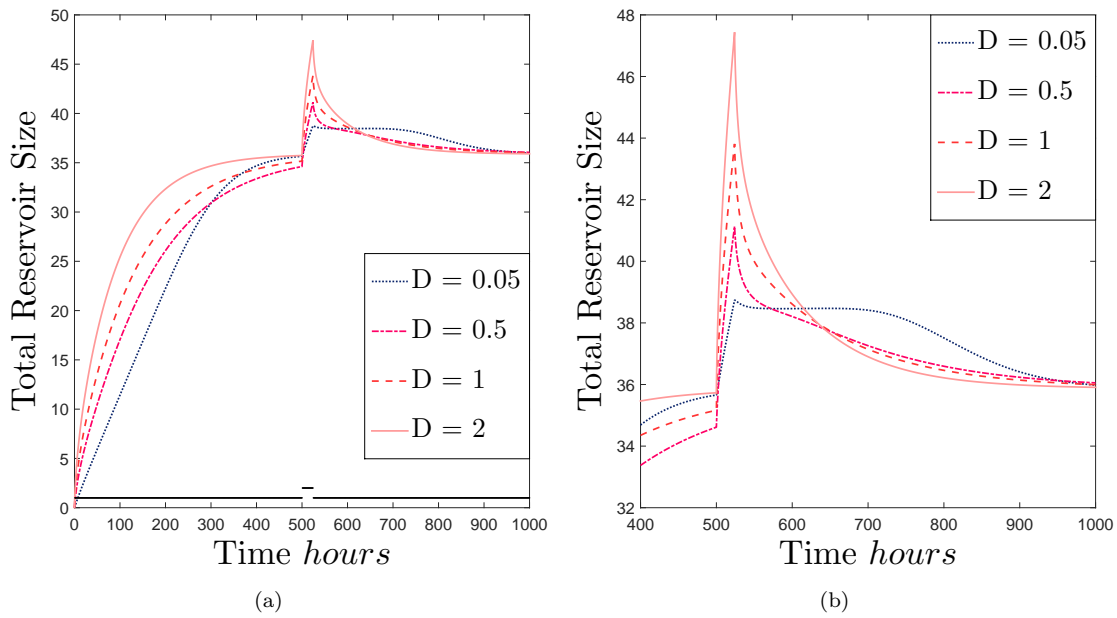 50
45
40
35
30
25
20
15
10
5
0
0 100 200 300 400 500 600 700 800 900 1000
Total Reservoir Size
Time hours
D = 0.05
D = 0.5
D = 1
D = 2
(a)
48
46
44
42
40
38
36
34
32
400 500 600 700 800 900 1000
Total Reservoir Size
Time hours
D = 0.05
D = 0.5
D = 1
D = 2
(b)